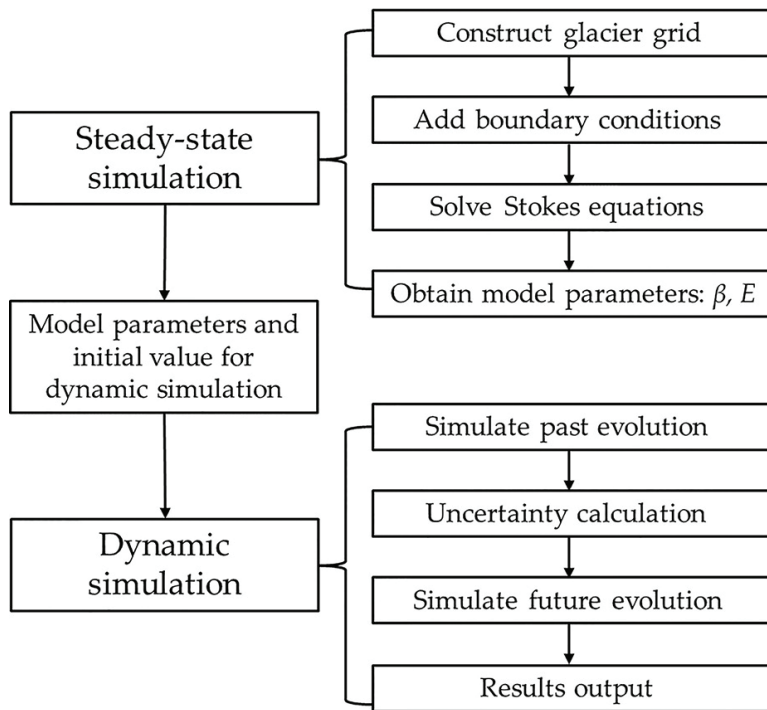 Steady-state
simulation
Construct glacier grid
Add boundary conditions
Solve Stokes equations
Obtain model parameters: β, E
Model parameters and
initial value for
dynamic simulation
Dynamic
simulation
Simulate past evolution
Uncertainty calculation
Simulate future evolution
Results output